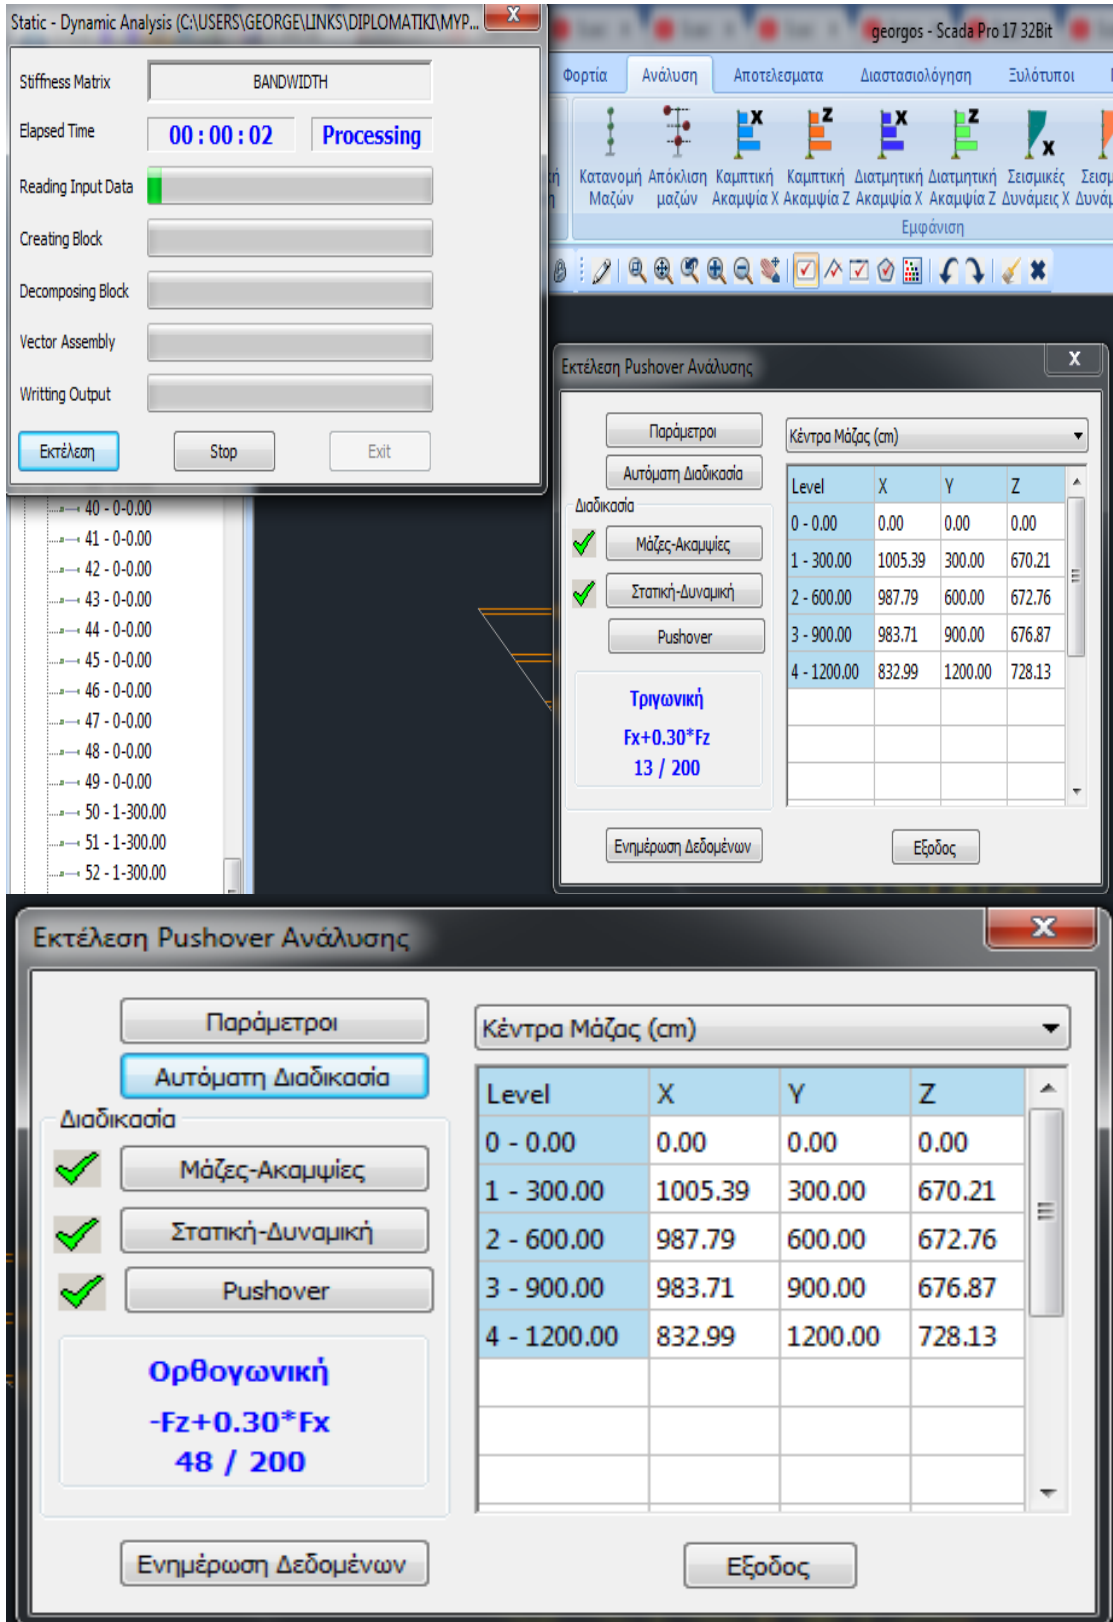 Static - Dynamic Analysis (C:\USERS\GEORGE\LINKS\DIPLOMATIKI\MYP...
Stiffness Matrix BANDWIDTH
Elapsed Time 00 : 00 : 02 Processing
Reading Input Data
Creating Block
Decomposing Block
Vector Assembly
Writting Output
Εκτέλεση Stop Exit
georgos - Scada Pro 17 32Bit
Φορτία Ανάλυση Αποτελεσματα Διαστασιολόγηση Ξυλότυποι
Κατανομή Απόκλιση Καμπτική Καμπτική Διατμητική Διατμητική Σεισμικές Σεισμ
Μαζών μαζών Ακαμψία X Ακαμψία Z Ακαμψία X Ακαμψία Z Δυνάμεις X Δυνάμ
Εμφάνιση
40 - 0-0.00
41 - 0-0.00
42 - 0-0.00
43 - 0-0.00
44 - 0-0.00
45 - 0-0.00
46 - 0-0.00
47 - 0-0.00
48 - 0-0.00
49 - 0-0.00
50 - 1-300.00
51 - 1-300.00
52 - 1-300.00
Εκτέλεση Pushover Ανάλυσης
Παράμετροι
Αυτόματη Διαδικασία
Διαδικασία
Μάζες-Ακαμψίες
Στατική-Δυναμική
Pushover
Τριγωνική
Fx+0.30*Fz
13 / 200
Ενημέρωση Δεδομένων
Κέντρα Μάζας (cm)
Level X Y Z
0 - 0.00 0.00 0.00 0.00
1 - 300.00 1005.39 300.00 670.21
2 - 600.00 987.79 600.00 672.76
3 - 900.00 983.71 900.00 676.87
4 - 1200.00 832.99 1200.00 728.13
Εξοδος
Εκτέλεση Pushover Ανάλυσης
Παράμετροι
Αυτόματη Διαδικασία
Διαδικασία
Μάζες-Ακαμψίες
Στατική-Δυναμική
Pushover
Ορθογωνική
-Fz+0.30*Fx
48 / 200
Ενημέρωση Δεδομένων
Κέντρα Μάζας (cm)
Level X Y Z
0 - 0.00 0.00 0.00 0.00
1 - 300.00 1005.39 300.00 670.21
2 - 600.00 987.79 600.00 672.76
3 - 900.00 983.71 900.00 676.87
4 - 1200.00 832.99 1200.00 728.13
Εξοδος